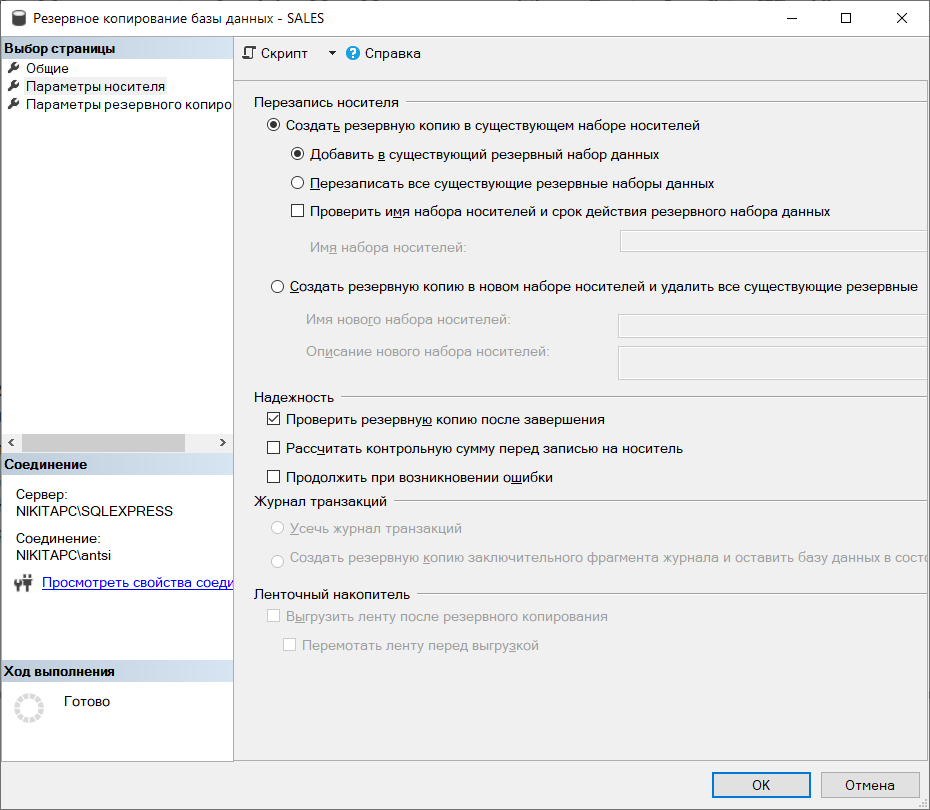 Резервное копирование базы данных - SALES
Выбор страницы
Общие
Параметры носителя
Параметры резервного копиро
Скрипт
Справка
Перезапись носителя
Создать резервную копию в существующем наборе носителей
Добавить в существующий резервный набор данных
Перезаписать все существующие резервные наборы данных
Проверить имя набора носителей и срок действия резервного набора данных
Имя набора носителей:
Создать резервную копию в новом наборе носителей и удалить все существующие резервные
Имя нового набора носителей:
Описание нового набора носителей:
Надежность
Проверить резервную копию после завершения
Рассчитать контрольную сумму перед записью на носитель
Продолжить при возникновении ошибки
Журнал транзакций
Усечь журнал транзакций
Создать резервную копию заключительного фрагмента журнала и оставить базу данных в состо
Ленточный накопитель
Выгрузить ленту после резервного копирования
Перемотать ленту перед выгрузкой
Соединение
Сервер:
NIKITAPC\SQLEXPRESS
Соединение:
NIKITAPC\antsi
Просмотреть свойства соеди
Ход выполнения
Готово
OK
Отмена